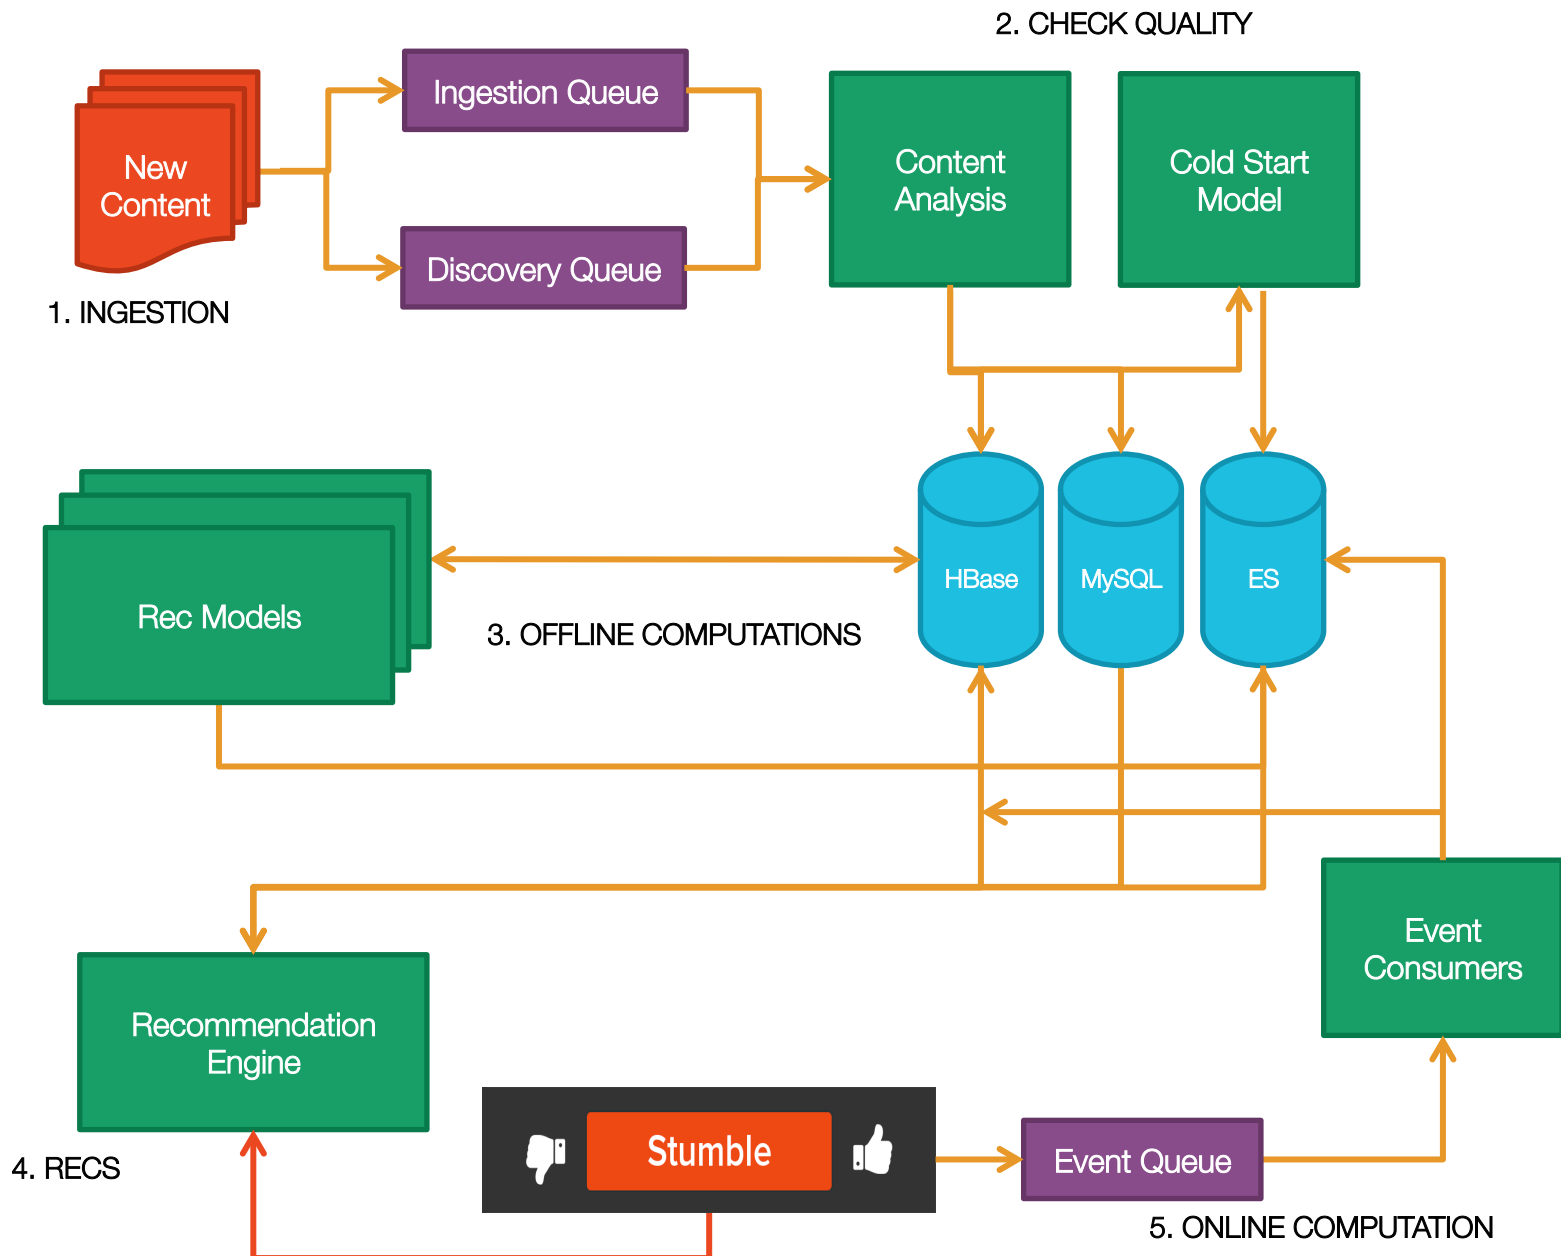 2. CHECK QUALITY
Ingestion Queue
New
Content
Content
Analysis
Cold Start
Model
Discovery Queue
1. INGESTION
HBase
MySQL
ES
Rec Models
3. OFFLINE COMPUTATIONS
Event
Consumers
Recommendation
Engine
Stumble
4. RECS
Event Queue
5. ONLINE COMPUTATION